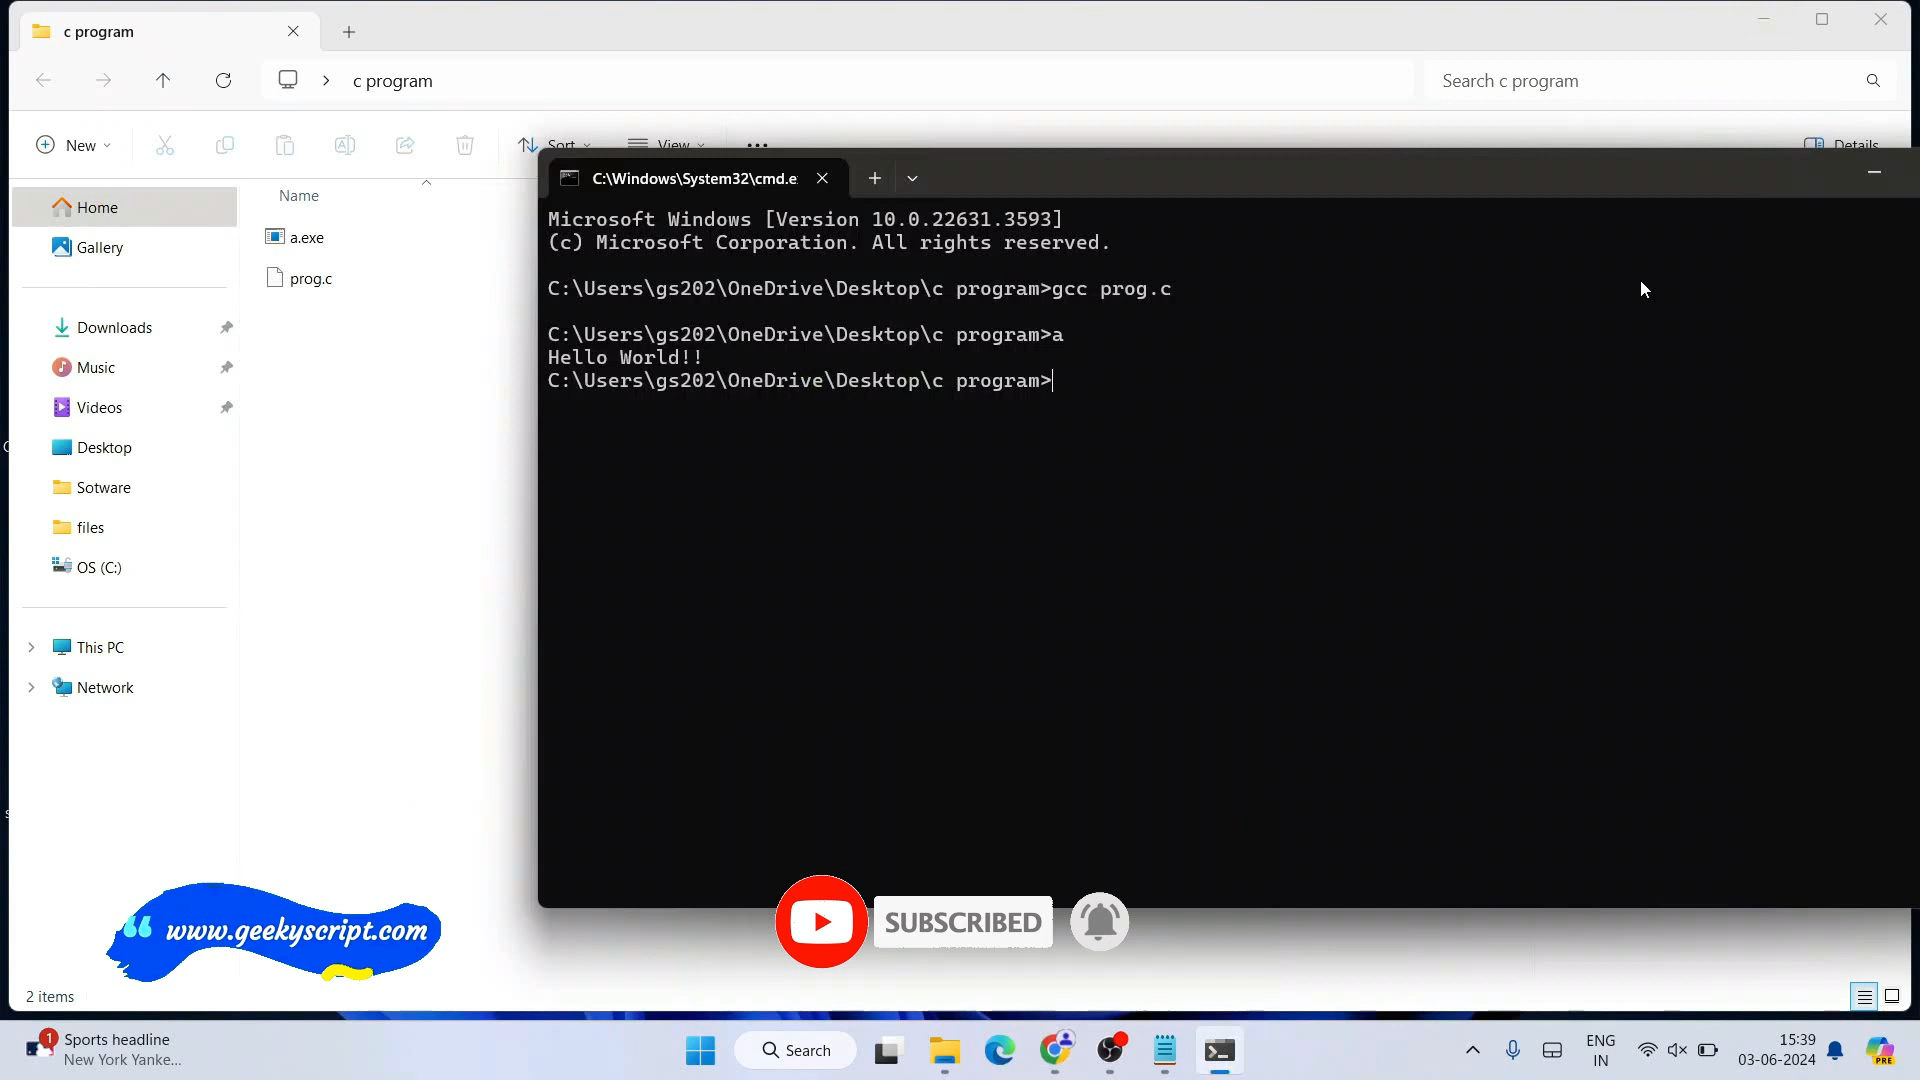 c program
c program
Search c program
New
Sort
View
Details
Name
Home
Gallery
Downloads
Music
Videos
Desktop
Sotware
files
OS (C:)
This PC
Network
a.exe
prog.c
C:\Windows\System32\cmd.e
Microsoft Windows [Version 10.0.22631.3593]
(c) Microsoft Corporation. All rights reserved.
C:\Users\gs202\OneDrive\Desktop\c program>gcc prog.c
C:\Users\gs202\OneDrive\Desktop\c program>a
Hello World!!
C:\Users\gs202\OneDrive\Desktop\c program>
www.geekyscript.com
SUBSCRIBED
2 items
1
Sports headline
New York Yanke...
Search
ENG
IN
15:39
03-06-2024
PRE